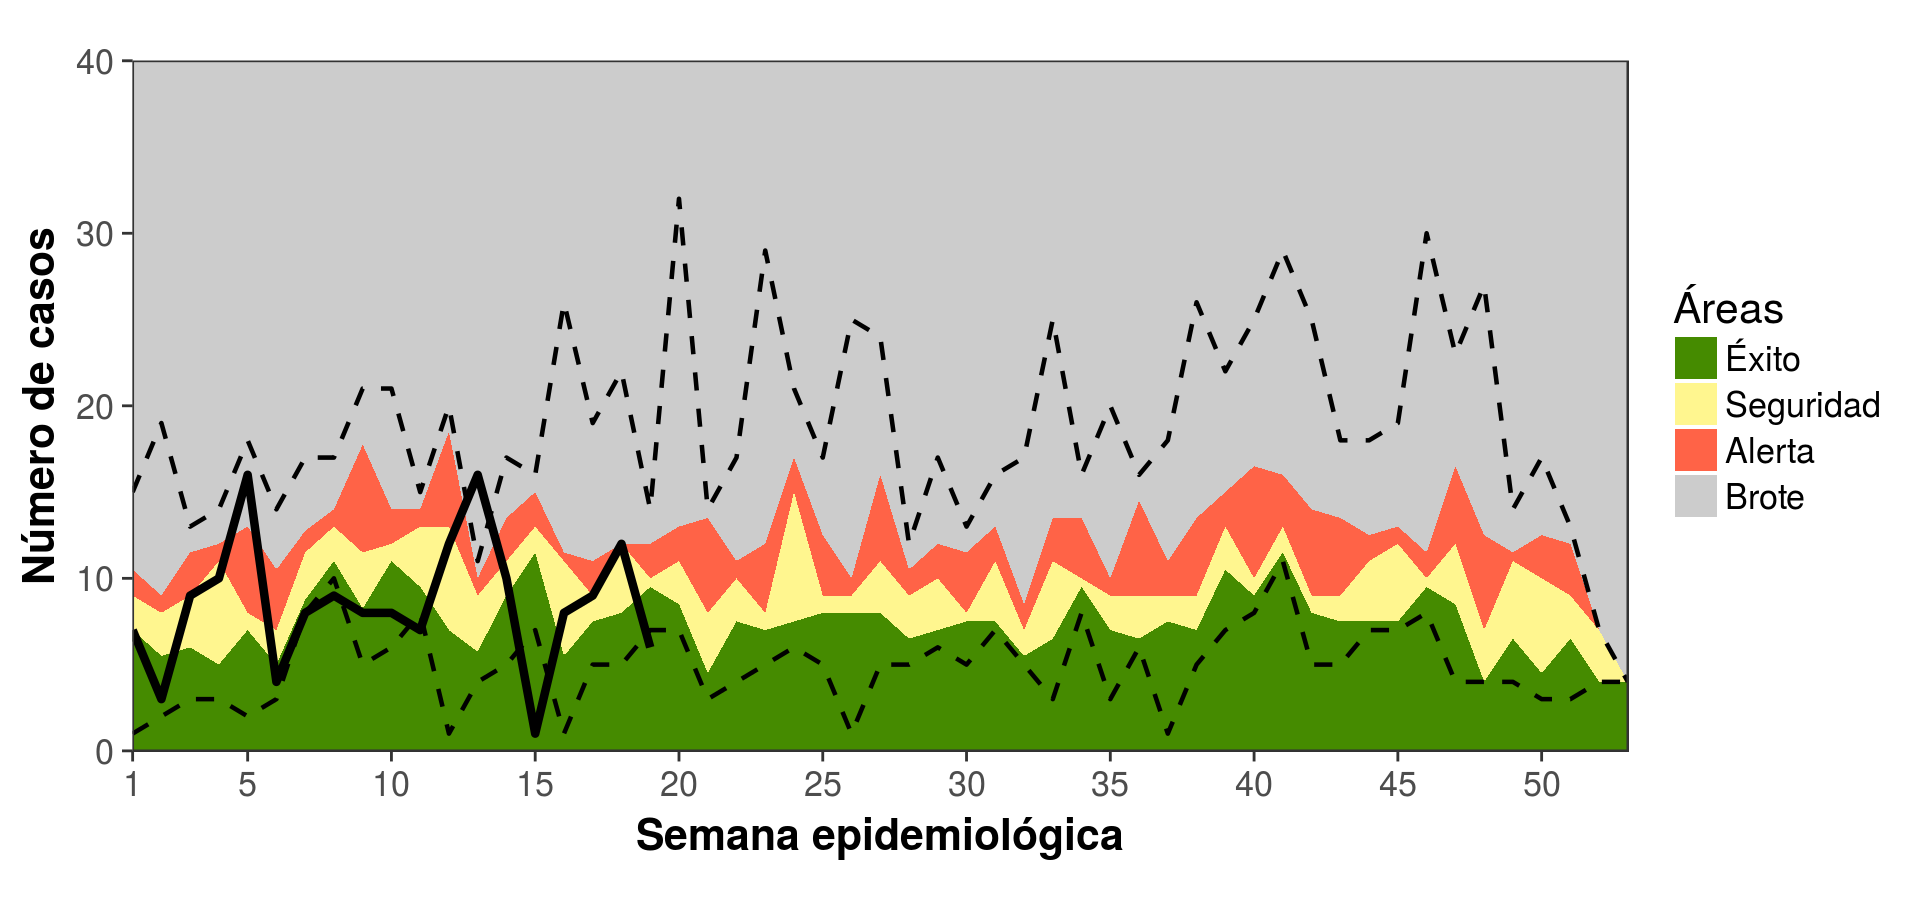 40
30
20
10
0
Número de casos
1 5 10 15 20 25 30 35 40 45 50
Semana epidemiológica
Áreas
Éxito
Seguridad
Alerta
Brote